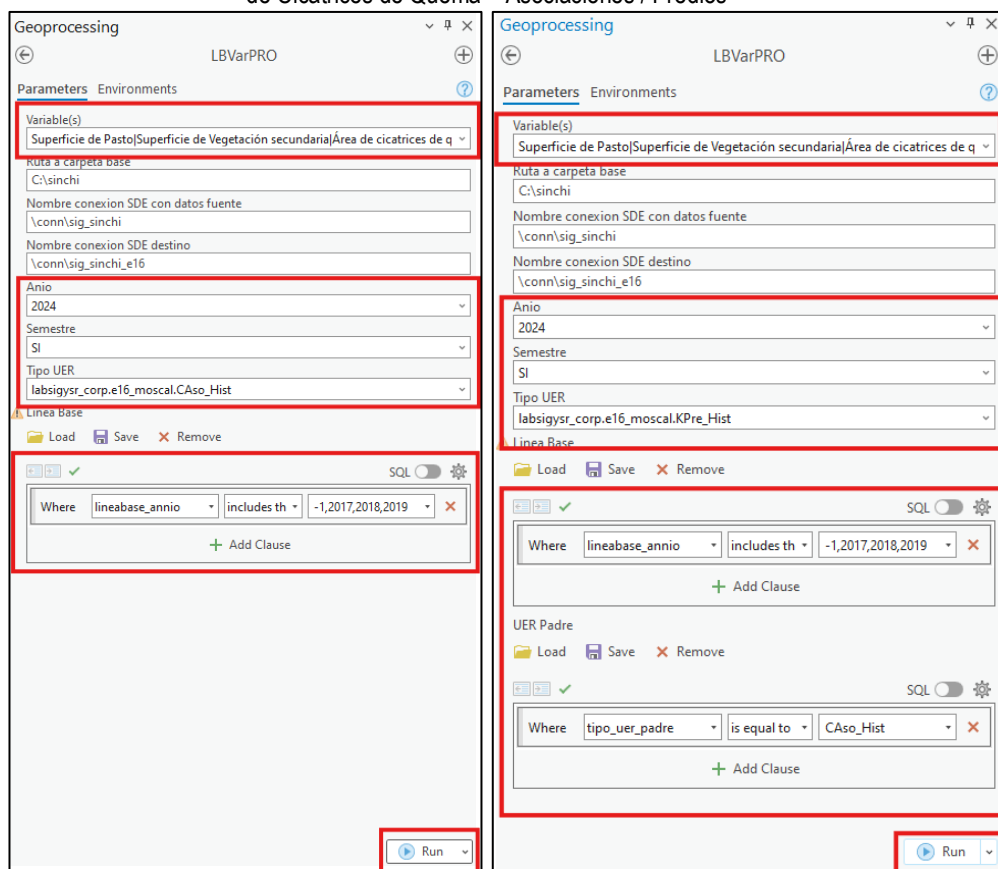 de Cicatrices de Quema – Asociaciones / Predios
Geoprocessing
LBVarPRO
Parameters Environments
Variable(s)
Superficie de Pasto|Superficie de Vegetación secundaria|Área de cicatrices de q
Ruta a carpeta base
C:\sinchi
Nombre conexion SDE con datos fuente
\conn\sig_sinchi
Nombre conexion SDE destino
\conn\sig_sinchi_e16
Anio
2024
Semestre
SI
Tipo UER
labsigysr_corp.e16_moscal.CAso_Hist
Linea Base
Load Save Remove
SQL
Where lineabase_annio includes th -1,2017,2018,2019
Add Clause
Run
Geoprocessing
LBVarPRO
Parameters Environments
Variable(s)
Superficie de Pasto|Superficie de Vegetación secundaria|Área de cicatrices de q
Ruta a carpeta base
C:\sinchi
Nombre conexion SDE con datos fuente
\conn\sig_sinchi
Nombre conexion SDE destino
\conn\sig_sinchi_e16
Anio
2024
Semestre
SI
Tipo UER
labsigysr_corp.e16_moscal.KPre_Hist
Linea Base
Load Save Remove
SQL
Where lineabase_annio includes th -1,2017,2018,2019
Add Clause
UER Padre
Load Save Remove
SQL
Where tipo_uer_padre is equal to CAso_Hist
Add Clause
Run